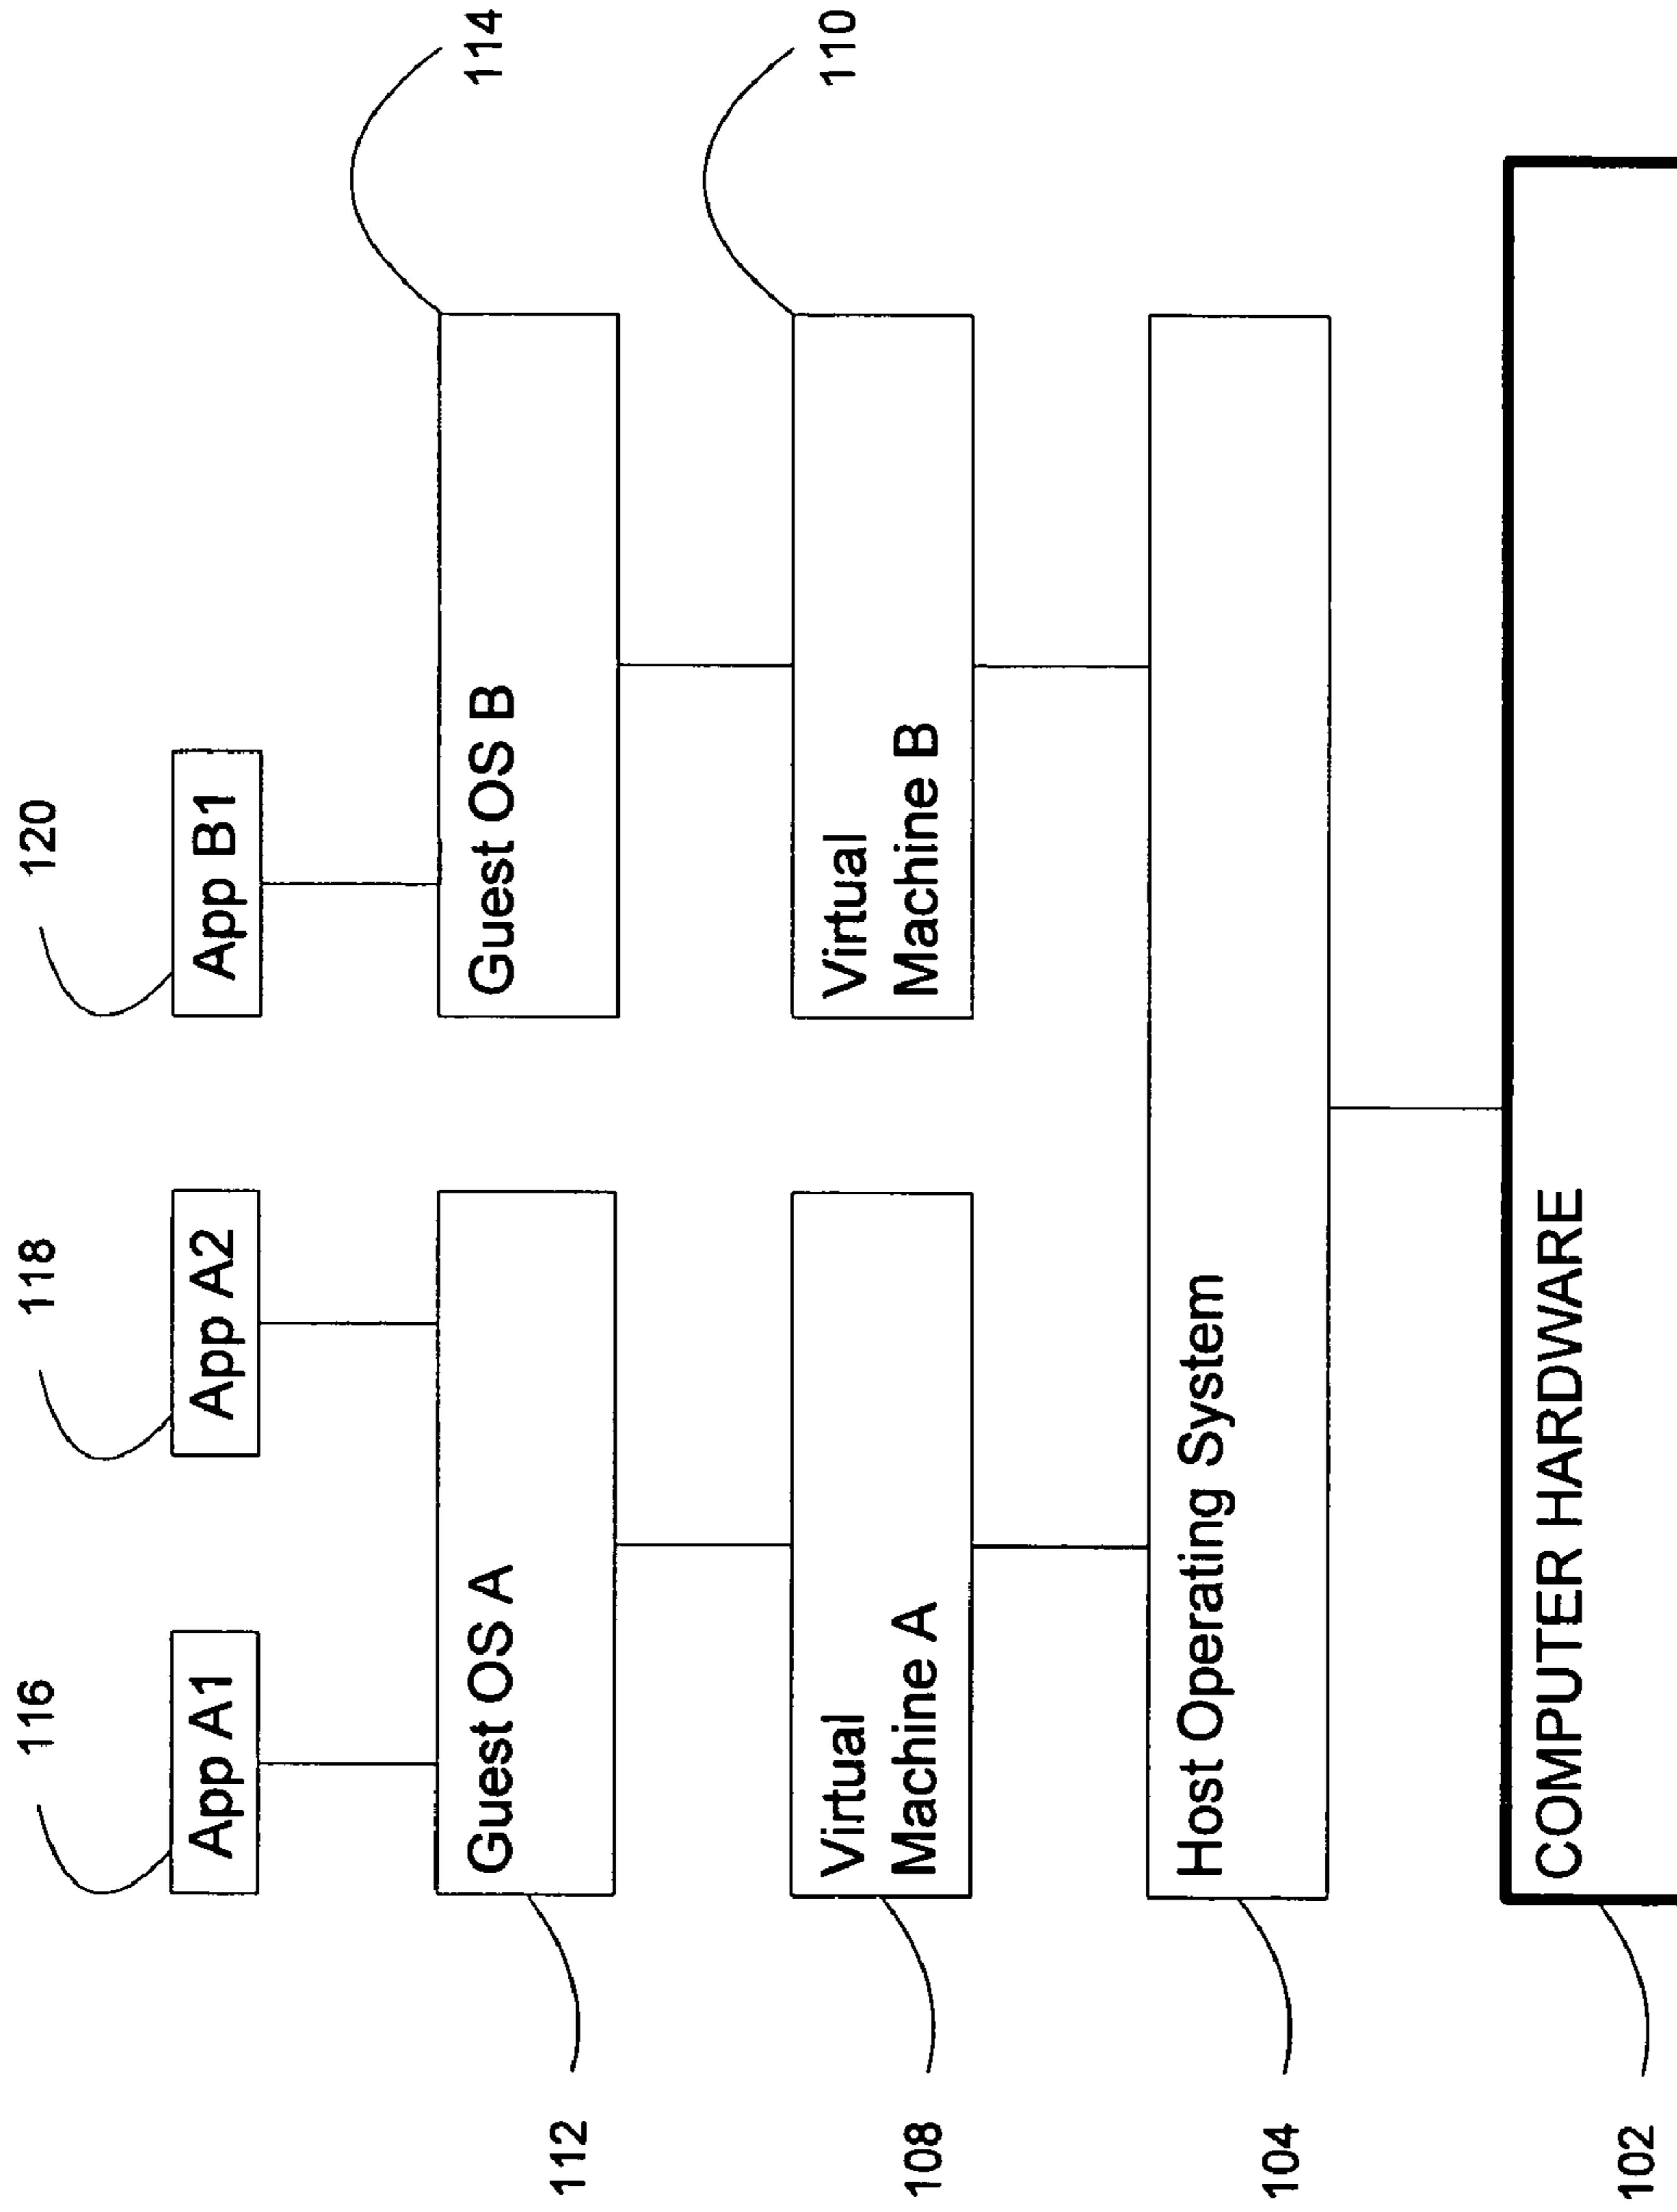 116
118
120
App A1
App A2
App B1
114
Guest OS A
Guest OS B
112
110
Virtual
Machine A
Virtual
Machine B
108
Host Operating System
104
COMPUTER HARDWARE
102